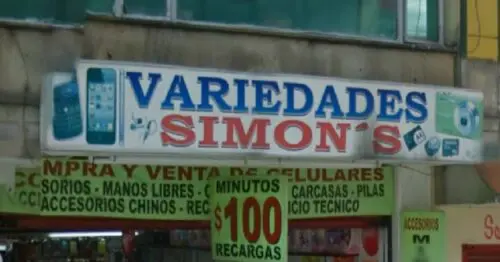 VARIEDADES
SIMON´S
MPRA Y VENTA DE CELULARES
SORIOS - MANOS LIBRES - CARCASAS - PILAS
ACCESORIOS CHINOS - REC ICIO TECNICO
MINUTOS
$100
RECARGAS
ACCESORIOS
M